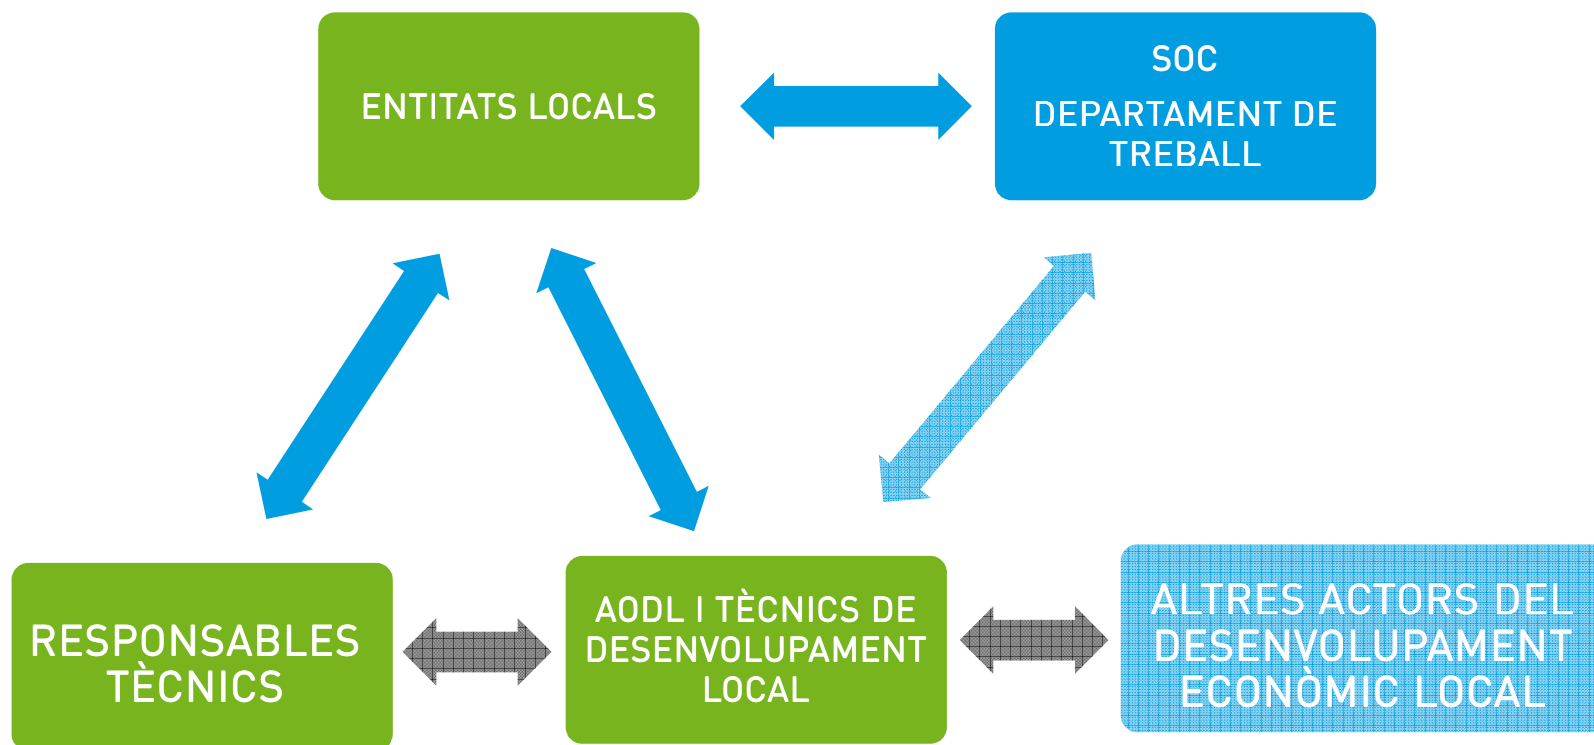 ENTITATS LOCALS
SOC
DEPARTAMENT DE
TREBALL
RESPONSABLES
TÈCNICS
AODL I TÈCNICS DE
DESENVOLUPAMENT
LOCAL
ALTRES ACTORS DEL
DESENVOLUPAMENT
ECONÒMIC LOCAL